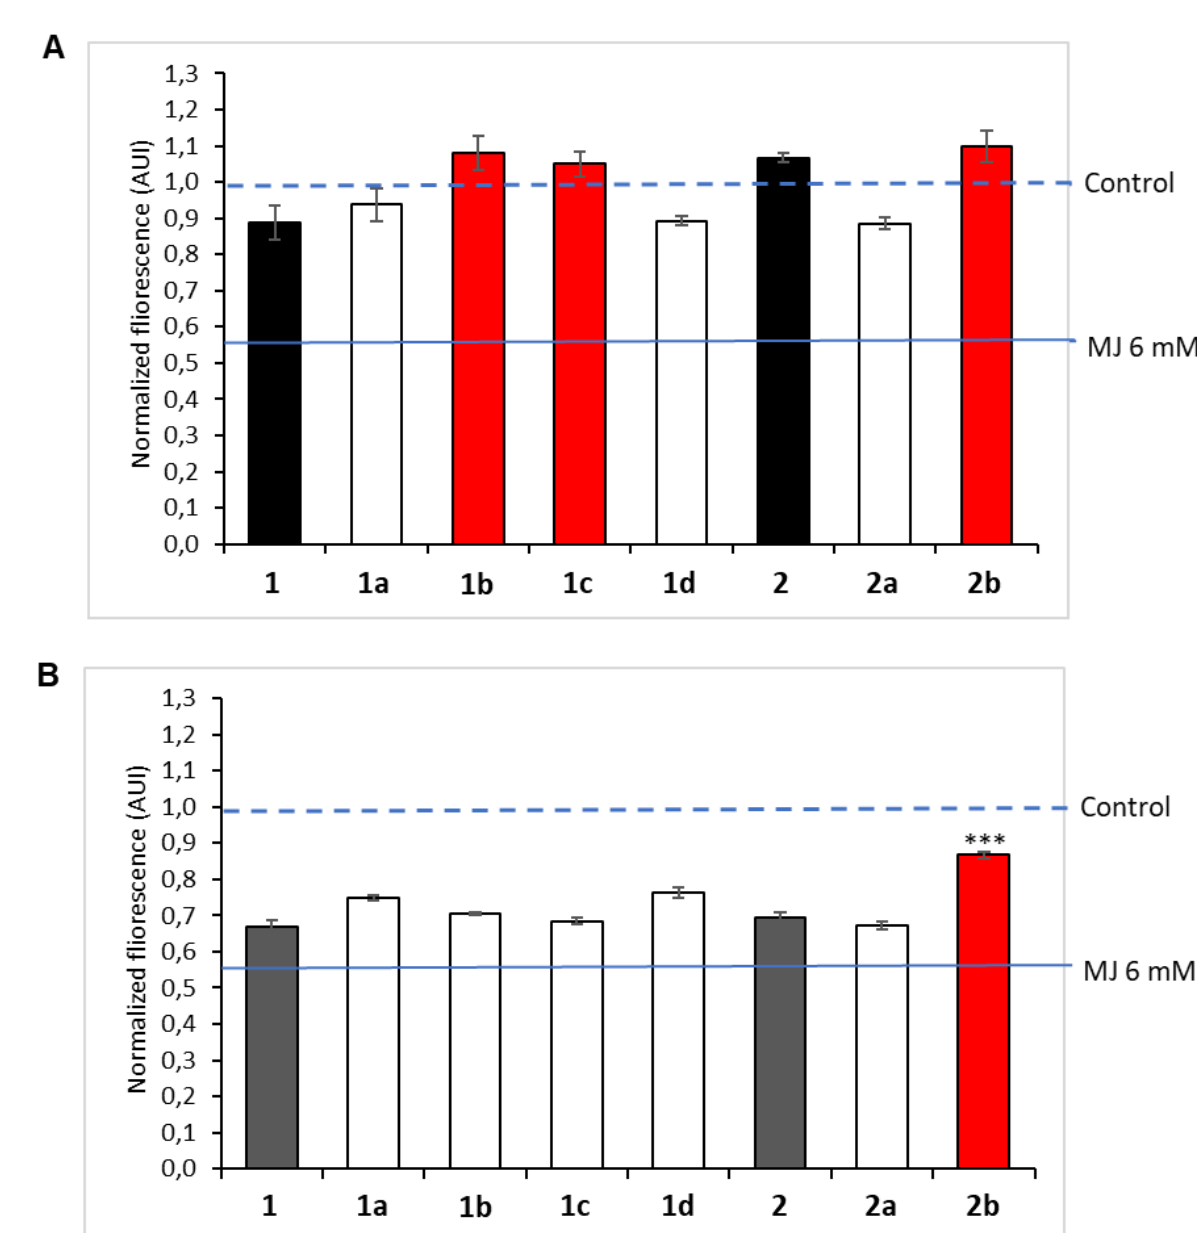 A
Normalized fliorescence (AUI)
1,3
1,2
1,1
1,0
0,9
0,8
0,7
0,6
0,5
0,4
0,3
0,2
0,1
0,0
Control
MJ 6 mM
1 1a 1b 1c 1d 2 2a 2b
B
Normalized fliorescence (AUI)
1,3
1,2
1,1
1,0
0,9
0,8
0,7
0,6
0,5
0,4
0,3
0,2
0,1
0,0
Control
***
MJ 6 mM
1 1a 1b 1c 1d 2 2a 2b